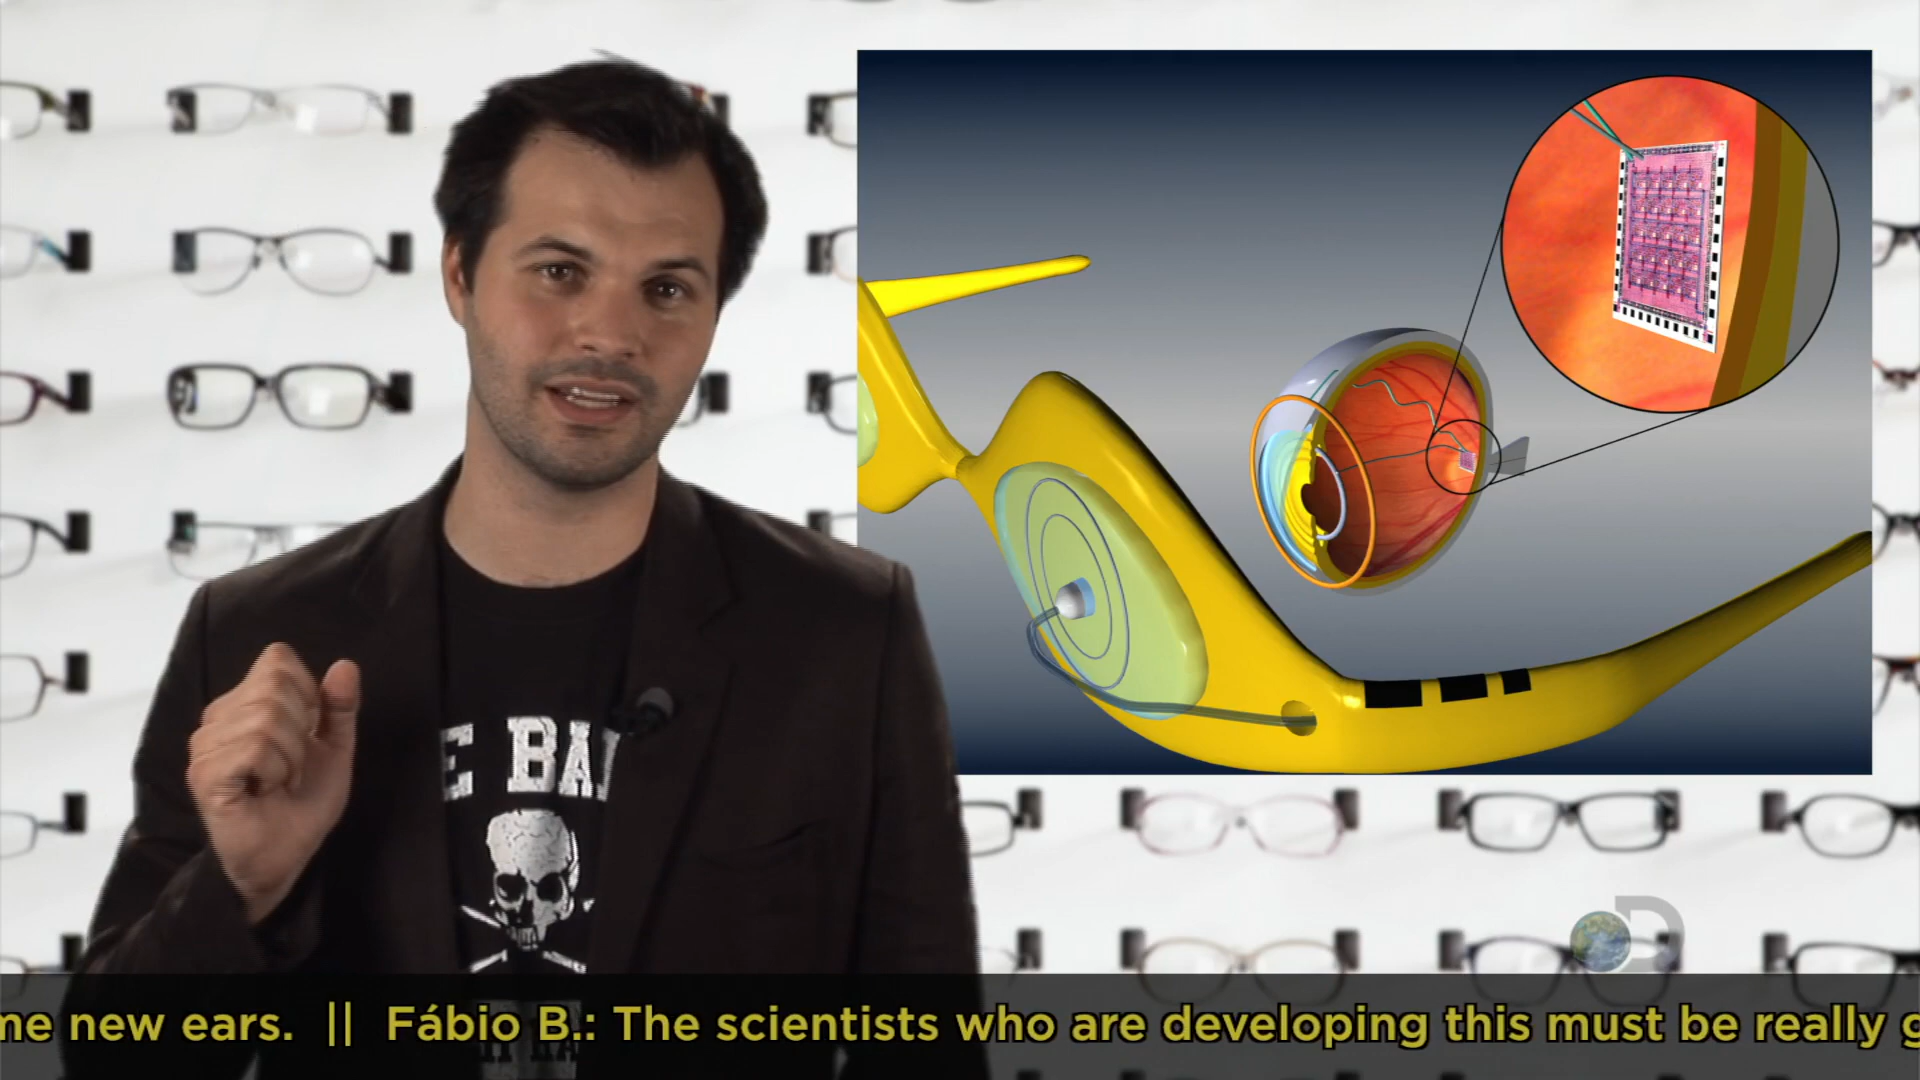 E BA
me new ears. || Fábio B.: The scientists who are developing this must be really g